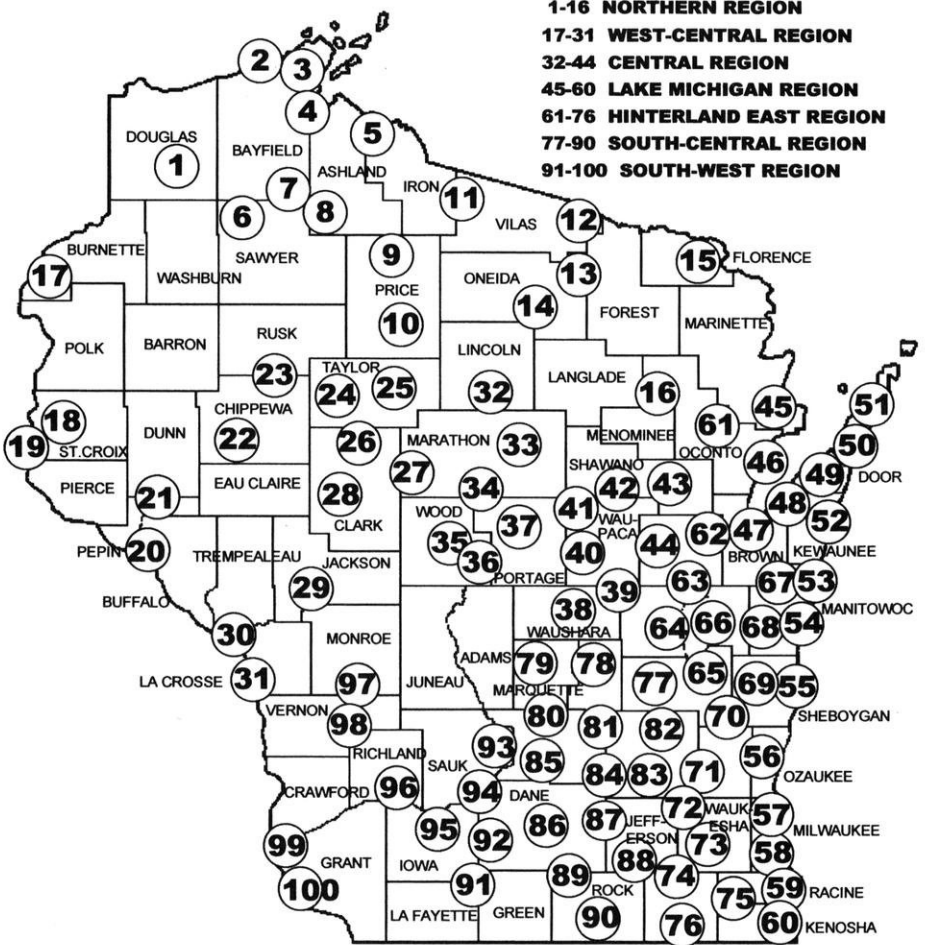 1-16 NORTHERN REGION
17-31 WEST-CENTRAL REGION
32-44 CENTRAL REGION
45-60 LAKE MICHIGAN REGION
61-76 HINTERLAND EAST REGION
77-90 SOUTH-CENTRAL REGION
91-100 SOUTH-WEST REGION
2
3
4
5
DOUGLAS
1
BAYFIELD
ASHLAND
7
8
6
IRON
11
VILAS
12
BURNETTE
17
WASHBURN
SAWYER
9
PRICE
10
ONEIDA
13
14
15
FLORENCE
FOREST
MARINETTE
POLK
BARRON
RUSK
23
TAYLOR
24
25
LINCOLN
32
LANGLADE
16
45
51
18
19
ST.CROIX
DUNN
CHIPPEWA
22
26
MARATHON
33
27
MENOMINEE
61
OCONTO
46
50
49
DOOR
PIERCE
21
EAU CLAIRE
28
CLARK
34
WOOD
35
36
37
PORTAGE
SHAWANO
42
43
41
WAU-
PACA
40
44
62
47
BROWN
48
52
KEWAUNEE
PEPIN
20
TREMPEALEAU
JACKSON
29
BUFFALO
39
38
WAUSHARA
63
67
53
MANITOWOC
64
66
68
54
30
31
LA CROSSE
MONROE
97
JUNEAU
ADAMS
79
78
MARQUETTE
77
65
69
55
SHEBOYGAN
70
VERNON
98
80
81
82
RICHLAND
96
SAUK
93
94
85
84
83
71
56
OZAUKEE
CRAWFORD
95
DANE
86
92
87
JEFF-
ERSON
88
72
WAUK-
ESHA
73
57
MILWAUKEE
58
99
GRANT
100
IOWA
91
LA FAYETTE
GREEN
89
ROCK
90
74
75
76
59
RACINE
60
KENOSHA